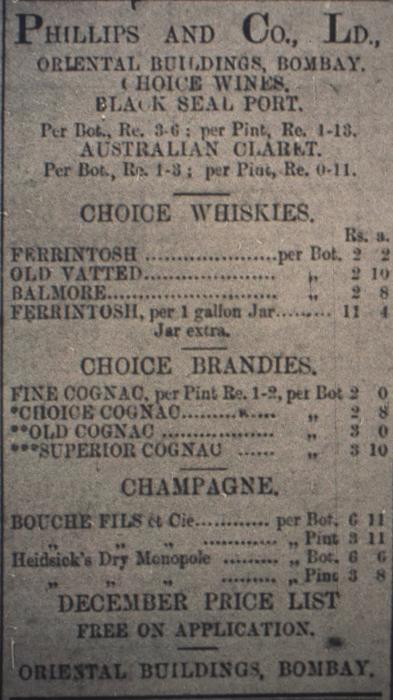 PHILLIPS AND CO., LD.,
ORIENTAL BUILDINGS, BOMBAY.
CHOICE WINES.
BLACK SEAL PORT.
Per Bot., Re. 3-6 ; per Pint, Re. 1-13.
AUSTRALIAN CLARET.
Per Bot., Re. 1-3 ; per Pint, Re. 0-11.
CHOICE WHISKIES.
Rs. a.
FERRINTOSH ......................per Bot. 2 2
OLD VATTED...................... „ 2 10
BALMORE............................ „ 2 8
FERRINTOSH, per 1 gallon Jar......... 11 4
Jar extra.
CHOICE BRANDIES.
FINE COGNAC, per Pint Re. 1-2, per Bot 2 0
*CHOICE COGNAC................ „ 2 8
**OLD COGNAC .................. „ 3 0
***SUPERIOR COGNAC ...... „ 3 10
CHAMPAGNE.
BOUCHE FILS et Cie............ per Bot. 6 11
„ „ „ ............... „ Pint 3 11
Heidsick's Dry Monopole ......... „ Bot. 6 6
„ „ „ ......... „ Pint 3 8
DECEMBER PRICE LIST
FREE ON APPLICATION.
ORIENTAL BUILDINGS, BOMBAY.